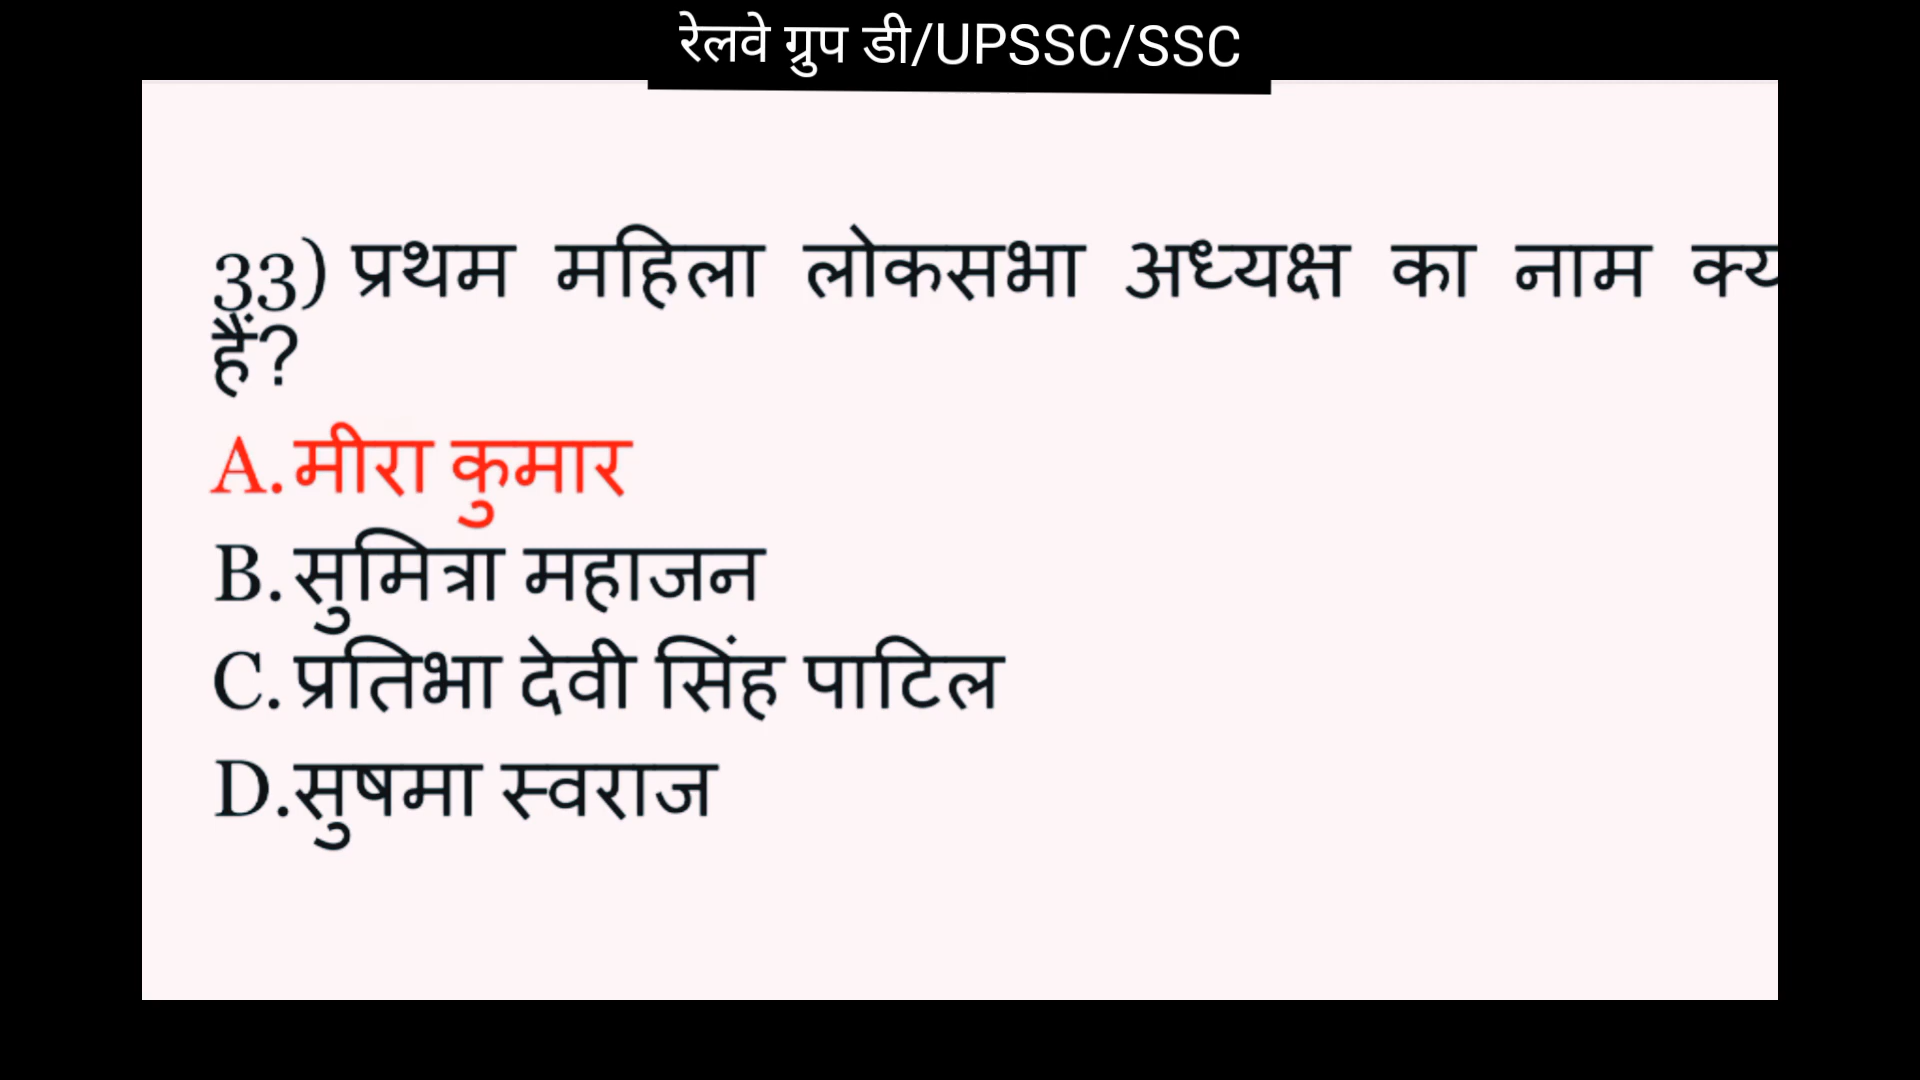 रेलवे ग्रुप डी/UPSSC/SSC
33) प्रथम महिला लोकसभा अध्यक्ष का नाम क्य
हैं?
A. मीरा कुमार
B. सुमित्रा महाजन
C. प्रतिभा देवी सिंह पाटिल
D. सुषमा स्वराज